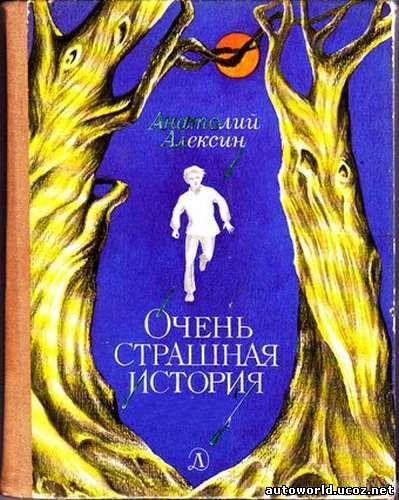 Анатолий
Алексин
Очень
страшная
история
Д
autoworld.ucoz.net